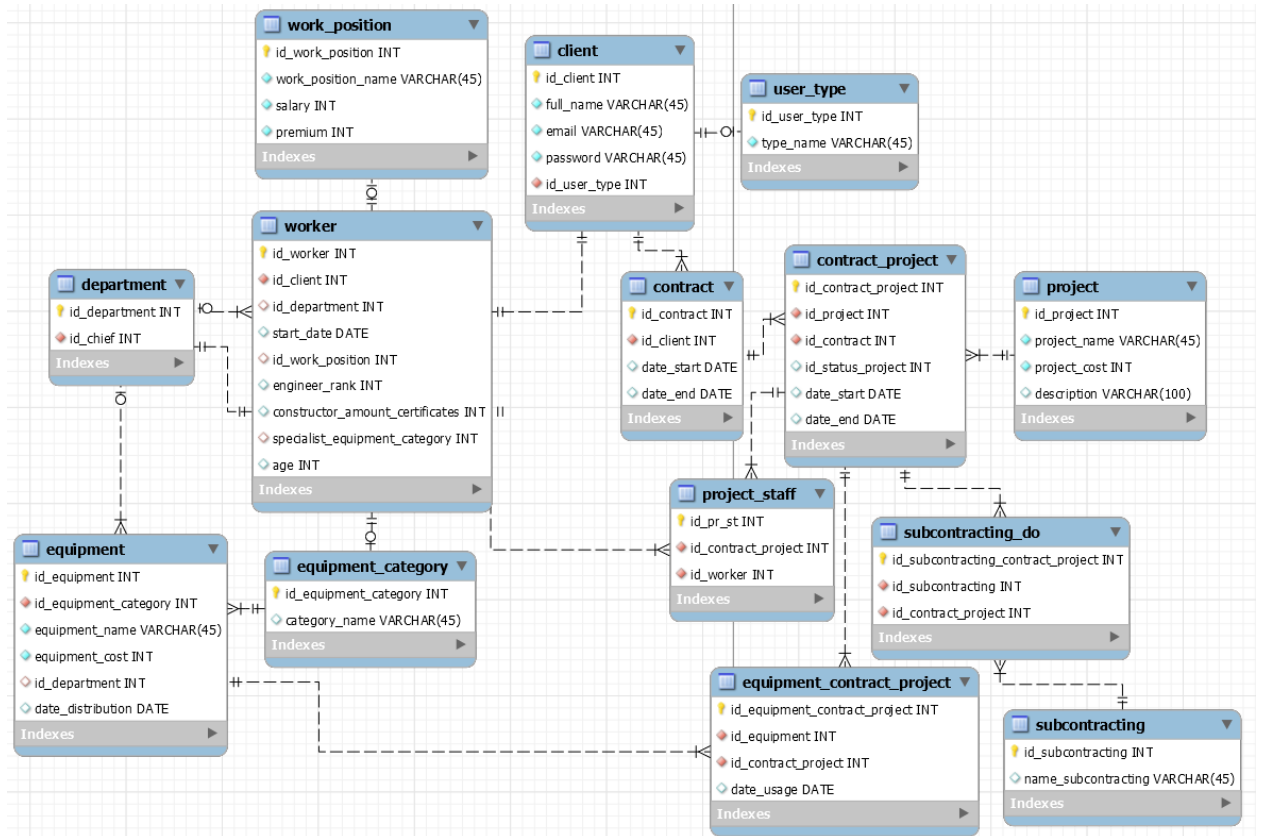 work_position
id_work_position INT
work_position_name VARCHAR(45)
salary INT
premium INT
Indexes
client
id_client INT
full_name VARCHAR(45)
email VARCHAR(45)
password VARCHAR(45)
id_user_type INT
Indexes
user_type
id_user_type INT
type_name VARCHAR(45)
Indexes
worker
id_worker INT
id_client INT
id_department INT
start_date DATE
id_work_position INT
engineer_rank INT
constructor_amount_certificates INT
specialist_equipment_category INT
age INT
Indexes
department
id_department INT
id_chief INT
Indexes
contract
id_contract INT
id_client INT
date_start DATE
date_end DATE
Indexes
contract_project
id_contract_project INT
id_project INT
id_contract INT
id_status_project INT
date_start DATE
date_end DATE
Indexes
project
id_project INT
project_name VARCHAR(45)
project_cost INT
description VARCHAR(100)
Indexes
project_staff
id_pr_st INT
id_contract_project INT
id_worker INT
Indexes
subcontracting_do
id_subcontracting_contract_project INT
id_subcontracting INT
id_contract_project INT
Indexes
equipment
id_equipment INT
id_equipment_category INT
equipment_name VARCHAR(45)
equipment_cost INT
id_department INT
date_distribution DATE
Indexes
equipment_category
id_equipment_category INT
category_name VARCHAR(45)
Indexes
equipment_contract_project
id_equipment_contract_project INT
id_equipment INT
id_contract_project INT
date_usage DATE
Indexes
subcontracting
id_subcontracting INT
name_subcontracting VARCHAR(45)
Indexes